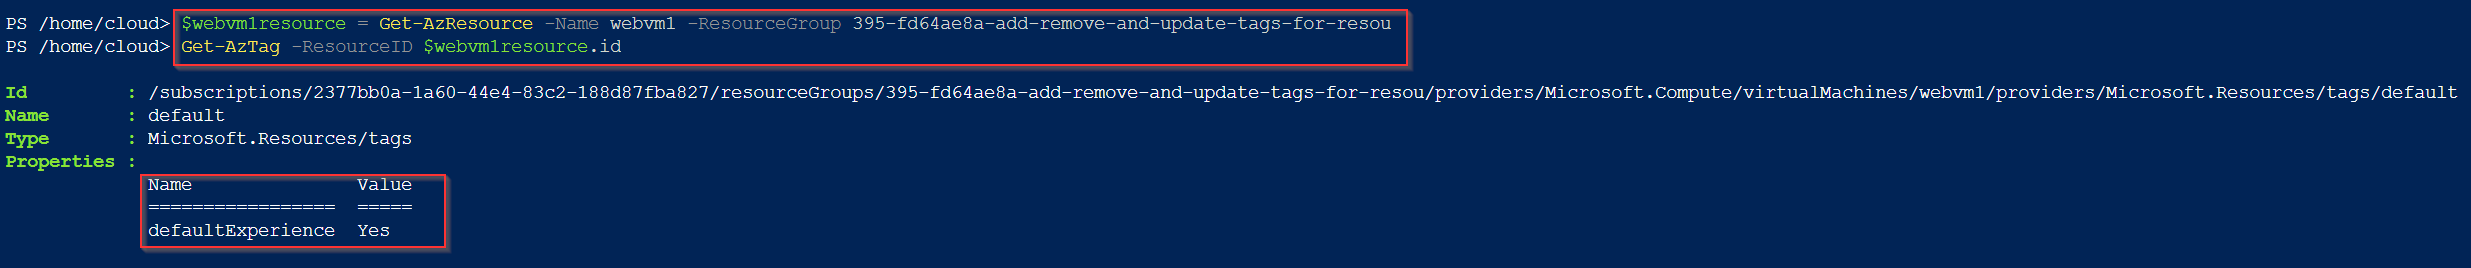 PS /home/cloud> $webvm1resource = Get-AzResource -Name webvm1 -ResourceGroup 395-fd64ae8a-add-remove-and-update-tags-for-resou
PS /home/cloud> Get-AzTag -ResourceID $webvm1resource.id
Id : /subscriptions/2377bb0a-1a60-44e4-83c2-188d87fba827/resourceGroups/395-fd64ae8a-add-remove-and-update-tags-for-resou/providers/Microsoft.Compute/virtualMachines/webvm1/providers/Microsoft.Resources/tags/default
Name : default
Type : Microsoft.Resources/tags
Properties :
Name Value
================= =====
defaultExperience Yes